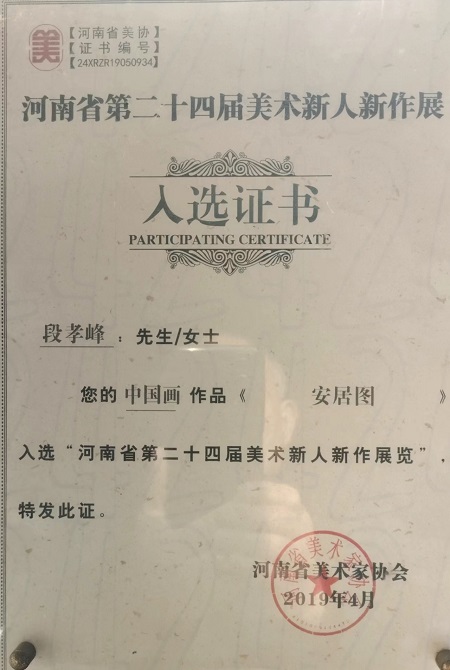 美
【河南省美协】
【证书编号】
【24XRZR19050934】
河南省第二十四届美术新人新作展
入选证书
PARTICIPATING CERTIFICATE
段孝峰：先生/女士
您的 中国画 作品《 安居图 》
入选“河南省第二十四届美术新人新作展览”，
特发此证。
河南省美术家协会
2019年4月